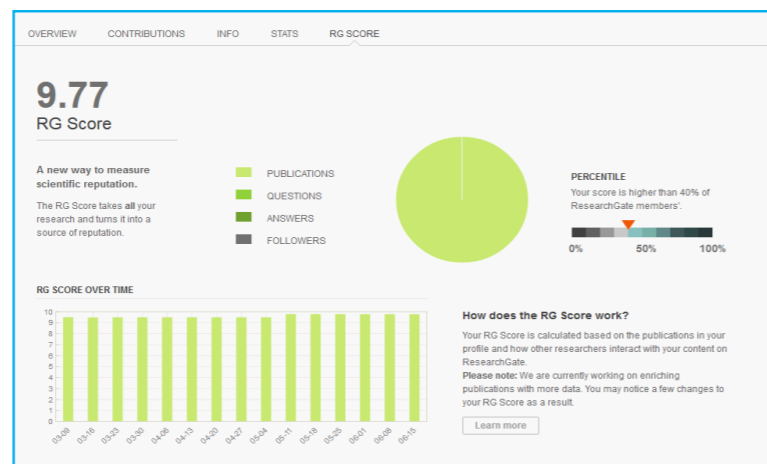 OVERVIEW CONTRIBUTIONS INFO STATS RG SCORE
9.77
RG Score
A new way to measure
scientific reputation.
The RG Score takes all your
research and turns it into a
source of reputation.
PUBLICATIONS
QUESTIONS
ANSWERS
FOLLOWERS
PERCENTILE
Your score is higher than 40% of
ResearchGate members'.
0% 50% 100%
RG SCORE OVER TIME
10
9
8
7
6
5
4
3
2
1
0
03-09 03-16 03-23 03-30 04-06 04-13 04-20 04-27 05-04 05-11 05-18 05-25 06-01 06-08 06-15
How does the RG Score work?
Your RG Score is calculated based on the publications in your
profile and how other researchers interact with your content on
ResearchGate.
Please note: We are currently working on enriching
publications with more data. You may notice a few changes to
your RG Score as a result.
Learn more